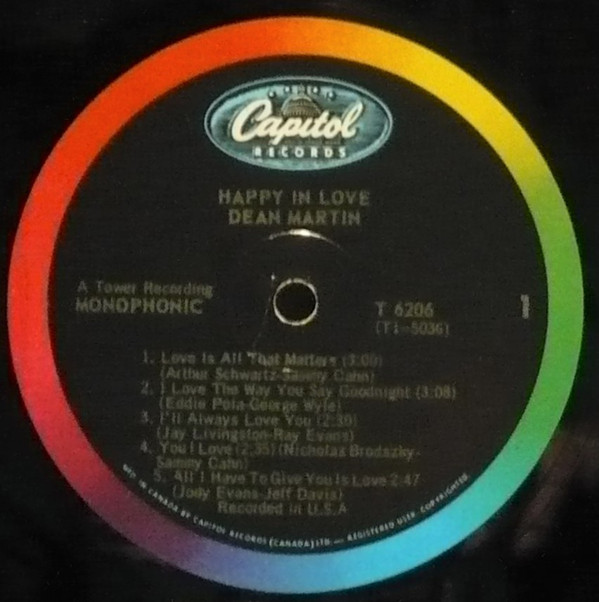 Capitol
RECORDS
HAPPY IN LOVE
DEAN MARTIN
A Tower Recording
MONOPHONIC
T 6206
(T1-5036)
1
1. Love Is All That Matters (3:00)
(Arthur Schwartz-Sammy Cahn)
2. I Love The Way You Say Goodnight (3:08)
(Eddie Pola-George Wyle)
3. I'll Always Love You (2:30)
(Jay Livingston-Ray Evans)
4. You I Love (2:35) (Nicholas Brodszky-
Sammy Cahn)
5. All I Have To Give You Is Love 2:47
(Jody Evans-Jeff Davis)
Recorded in U.S.A
MFD. IN CANADA BY CAPITOL RECORDS (CANADA) LTD. — REGISTERED USER. COPYRIGHTED